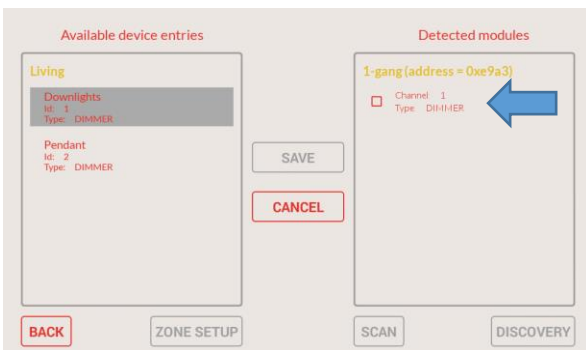 Available device entries
Living
Downlights
Id: 1
Type: DIMMER
Pendant
Id: 2
Type: DIMMER
SAVE
CANCEL
Detected modules
1-gang (address = 0xe9a3)
Channel 1
Type DIMMER
BACK
ZONE SETUP
SCAN
DISCOVERY